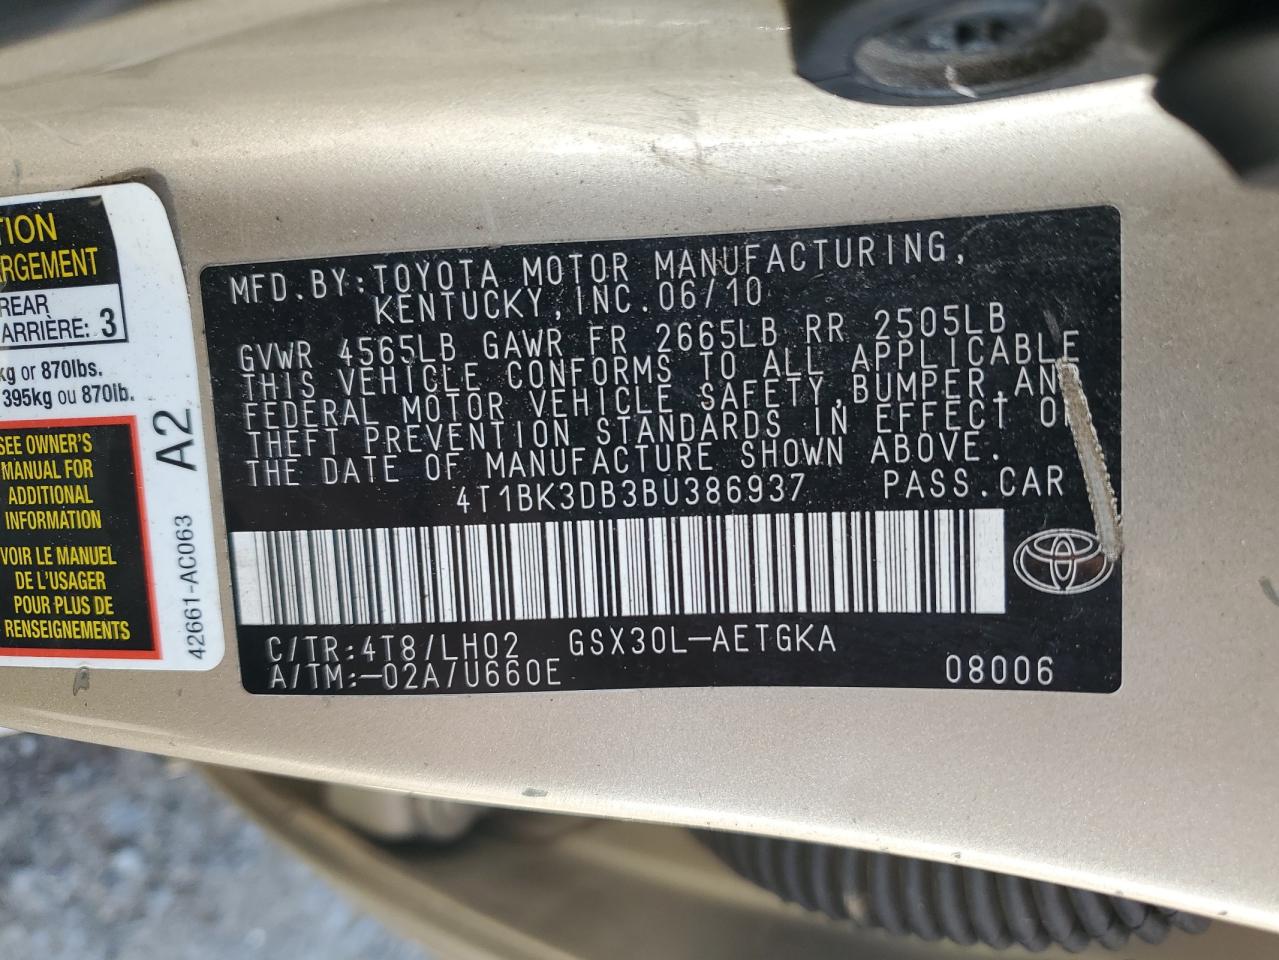 TION
RGEMENT
REAR
ARRIÈRE: 3
kg or 870lbs.
395kg ou 870lb.
SEE OWNER'S
MANUAL FOR
ADDITIONAL
INFORMATION
VOIR LE MANUEL
DE L'USAGER
POUR PLUS DE
RENSEIGNEMENTS
A2
42661-AC063
MFD.BY:TOYOTA MOTOR MANUFACTURING,
KENTUCKY,INC.06/10
GVWR 4565LB GAWR FR 2665LB RR 2505LB
THIS VEHICLE CONFORMS TO ALL APPLICABLE
FEDERAL MOTOR VEHICLE SAFETY,BUMPER,AND
THEFT PREVENTION STANDARDS IN EFFECT ON
THE DATE OF MANUFACTURE SHOWN ABOVE.
4T1BK3DB3BU386937 PASS.CAR
C/TR:4T8/LH02 GSX30L-AETGKA
A/TM:-02A/U660E 08006